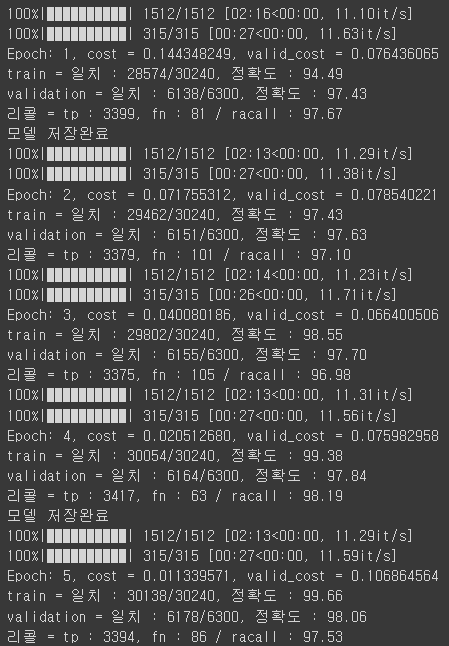 100%|██████████| 1512/1512 [02:16<00:00, 11.10it/s]
100%|██████████| 315/315 [00:27<00:00, 11.63it/s]
Epoch: 1, cost = 0.144348249, valid_cost = 0.076436065
train = 일치 : 28574/30240, 정확도 : 94.49
validation = 일치 : 6138/6300, 정확도 : 97.43
리콜 = tp : 3399, fn : 81 / racall : 97.67
모델 저장완료
100%|██████████| 1512/1512 [02:13<00:00, 11.29it/s]
100%|██████████| 315/315 [00:27<00:00, 11.38it/s]
Epoch: 2, cost = 0.071755312, valid_cost = 0.078540221
train = 일치 : 29462/30240, 정확도 : 97.43
validation = 일치 : 6151/6300, 정확도 : 97.63
리콜 = tp : 3379, fn : 101 / racall : 97.10
100%|██████████| 1512/1512 [02:14<00:00, 11.23it/s]
100%|██████████| 315/315 [00:26<00:00, 11.71it/s]
Epoch: 3, cost = 0.040080186, valid_cost = 0.066400506
train = 일치 : 29802/30240, 정확도 : 98.55
validation = 일치 : 6155/6300, 정확도 : 97.70
리콜 = tp : 3375, fn : 105 / racall : 96.98
100%|██████████| 1512/1512 [02:13<00:00, 11.31it/s]
100%|██████████| 315/315 [00:27<00:00, 11.56it/s]
Epoch: 4, cost = 0.020512680, valid_cost = 0.075982958
train = 일치 : 30054/30240, 정확도 : 99.38
validation = 일치 : 6164/6300, 정확도 : 97.84
리콜 = tp : 3417, fn : 63 / racall : 98.19
모델 저장완료
100%|██████████| 1512/1512 [02:13<00:00, 11.29it/s]
100%|██████████| 315/315 [00:27<00:00, 11.59it/s]
Epoch: 5, cost = 0.011339571, valid_cost = 0.106864564
train = 일치 : 30138/30240, 정확도 : 99.66
validation = 일치 : 6178/6300, 정확도 : 98.06
리콜 = tp : 3394, fn : 86 / racall : 97.53